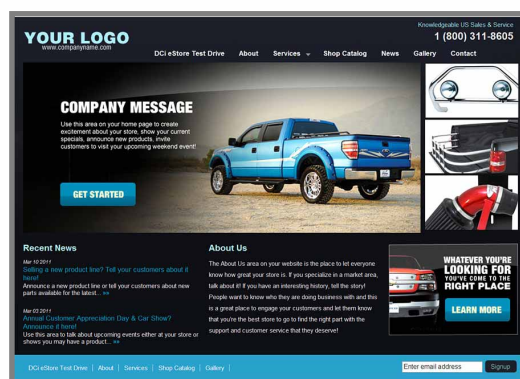 Knowledgeable US Sales & Service
YOUR LOGO
www.companyname.com
1 (800) 311-8605
DCi eStore Test Drive About Services Shop Catalog News Gallery Contact
COMPANY MESSAGE
Use this area on your home page to create
excitement about your store, show your current
specials, announce new products, invite
customers to visit your upcoming weekend event!
GET STARTED
Recent News
Mar 10 2011
Selling a new product line? Tell your customers about it
here!
Announce a new product line or tell your customers about new
parts available for the latest... »»
Mar 03 2011
Annual Customer Appreciation Day & Car Show?
Announce it here!
Use this area to talk about upcoming events either at your store or
shows you may have a product... »»
About Us
The About Us area on your website is the place to let everyone
know how great your store is. If you specialize in a market area,
talk about it! If you have an interesting history, tell the story!
People want to know who they are doing business with and this
is a great place to engage your customers and let them know
that you're the best store to go to find the right part with the
support and customer service that they deserve!
WHATEVER YOU'RE
LOOKING FOR
YOU'VE COME TO THE
RIGHT PLACE
LEARN MORE
DCi eStore Test Drive | About | Services | Shop Catalog | Gallery |
Enter email address Signup